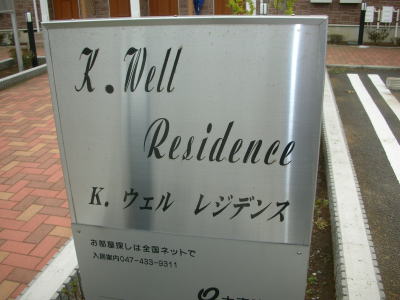 K.Well
Residence
K. ウェル レジデンス
お部屋探しは全国ネットで
入居案内047-433-9311